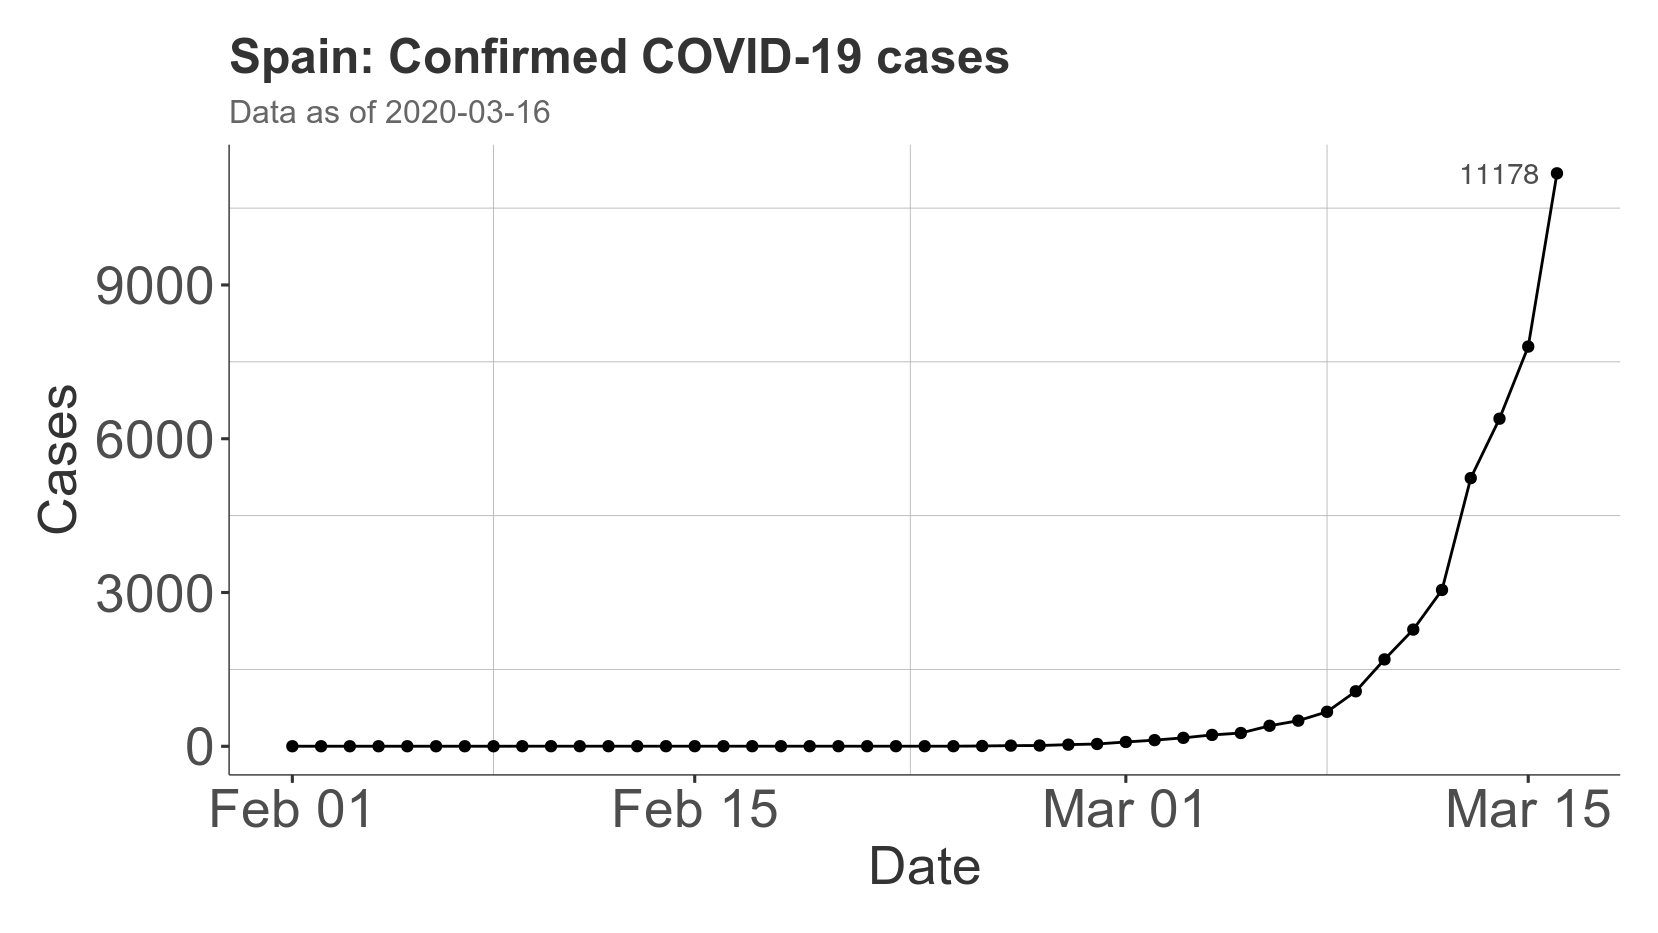 Spain: Confirmed COVID-19 cases
Data as of 2020-03-16
11178
9000
6000
3000
0
Cases
Feb 01 Feb 15 Mar 01 Mar 15
Date